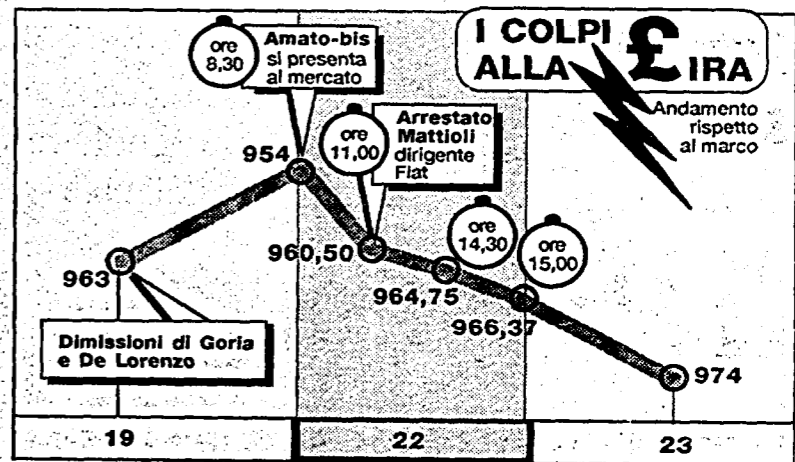 I COLPI
ALLA £IRA
Andamento
rispetto
al marco
ore
8,30
Amato-bis
si presenta
al mercato
954
ore
11,00
Arrestato
Mattioli
dirigente
Fiat
963
960,50
ore
14,30
964,75
ore
15,00
966,37
974
Dimissioni di Goria
e De Lorenzo
19
22
23